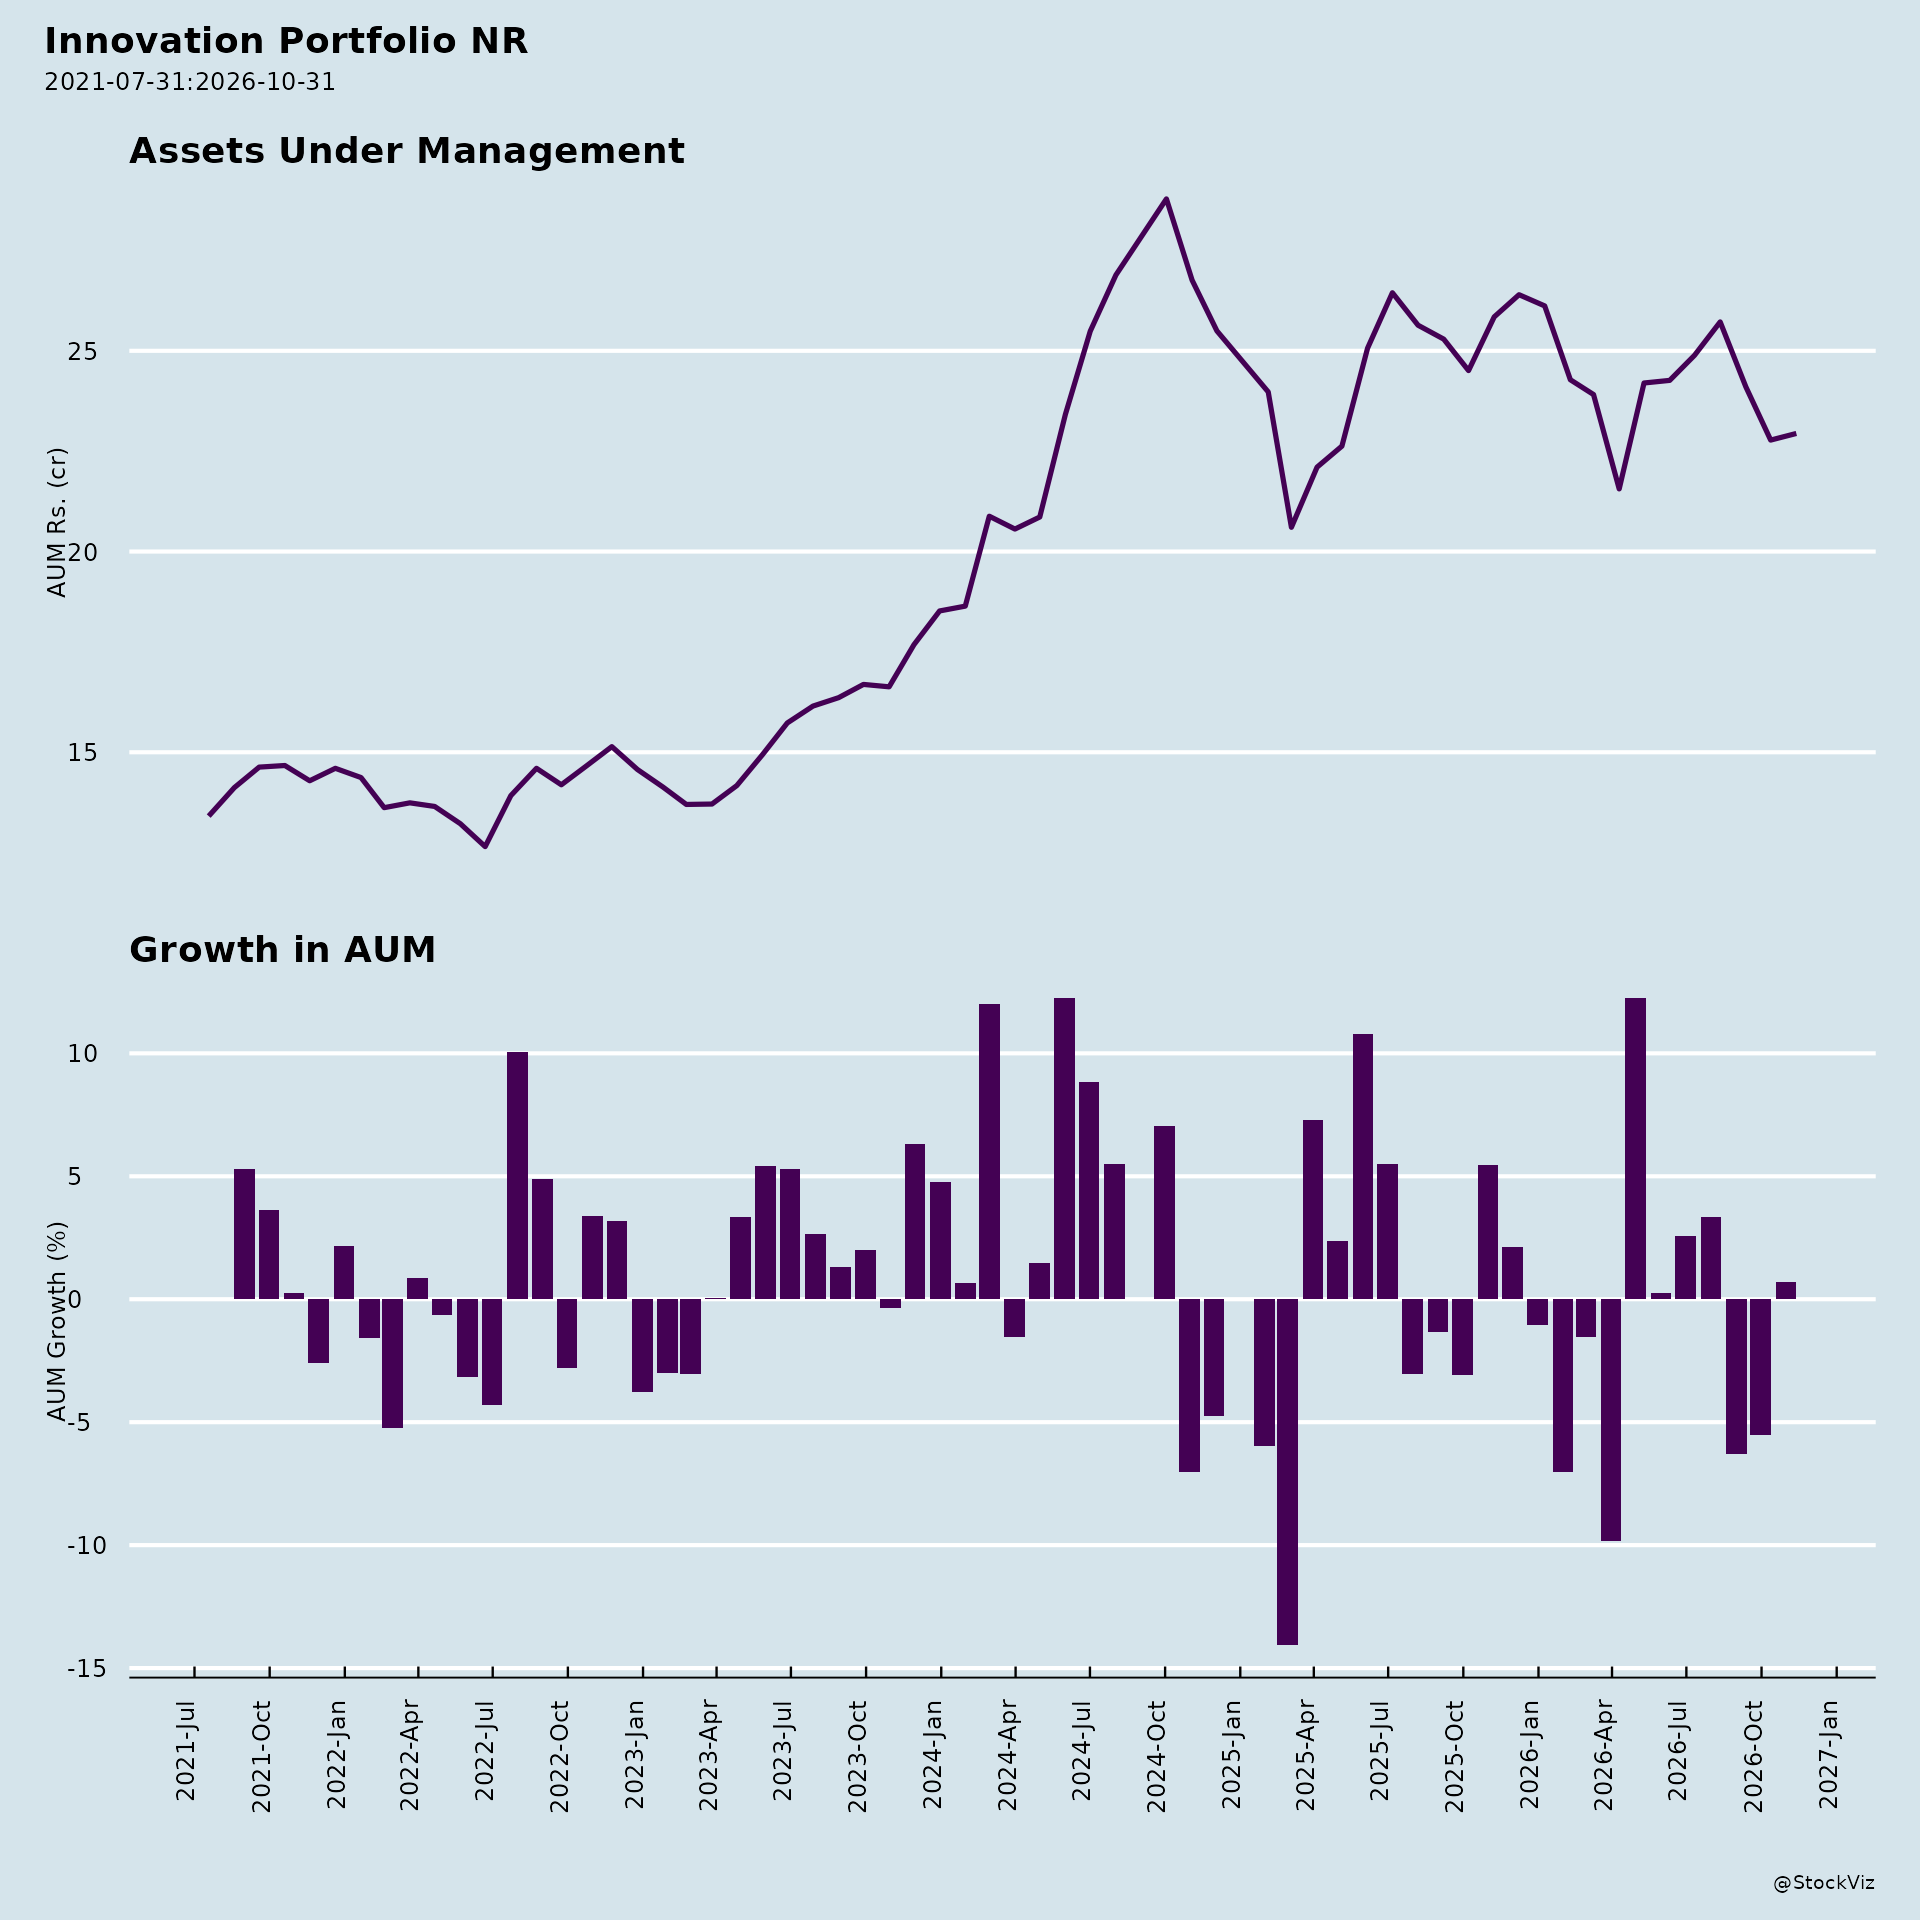 Innovation Portfolio NR
2021-07-31:2026-10-31
Assets Under Management
AUM Rs. (cr)
25
20
15
Growth in AUM
AUM Growth (%)
10
5
0
-5
-10
-15
2021-Jul
2021-Oct
2022-Jan
2022-Apr
2022-Jul
2022-Oct
2023-Jan
2023-Apr
2023-Jul
2023-Oct
2024-Jan
2024-Apr
2024-Jul
2024-Oct
2025-Jan
2025-Apr
2025-Jul
2025-Oct
2026-Jan
2026-Apr
2026-Jul
2026-Oct
2027-Jan
@StockViz